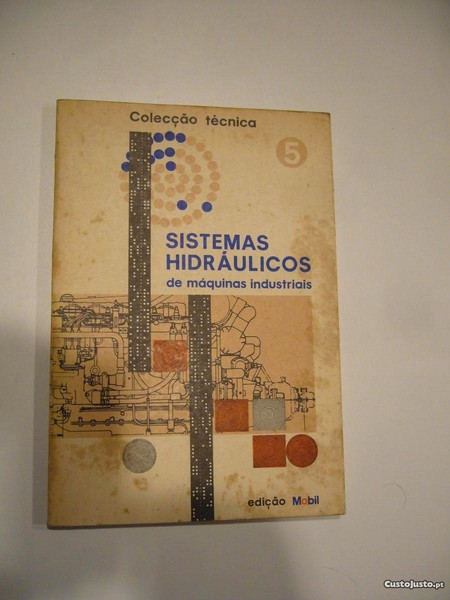 Colecção técnica
5
SISTEMAS
HIDRÁULICOS
de máquinas industriais
edição Mobil
CustoJusto.pt